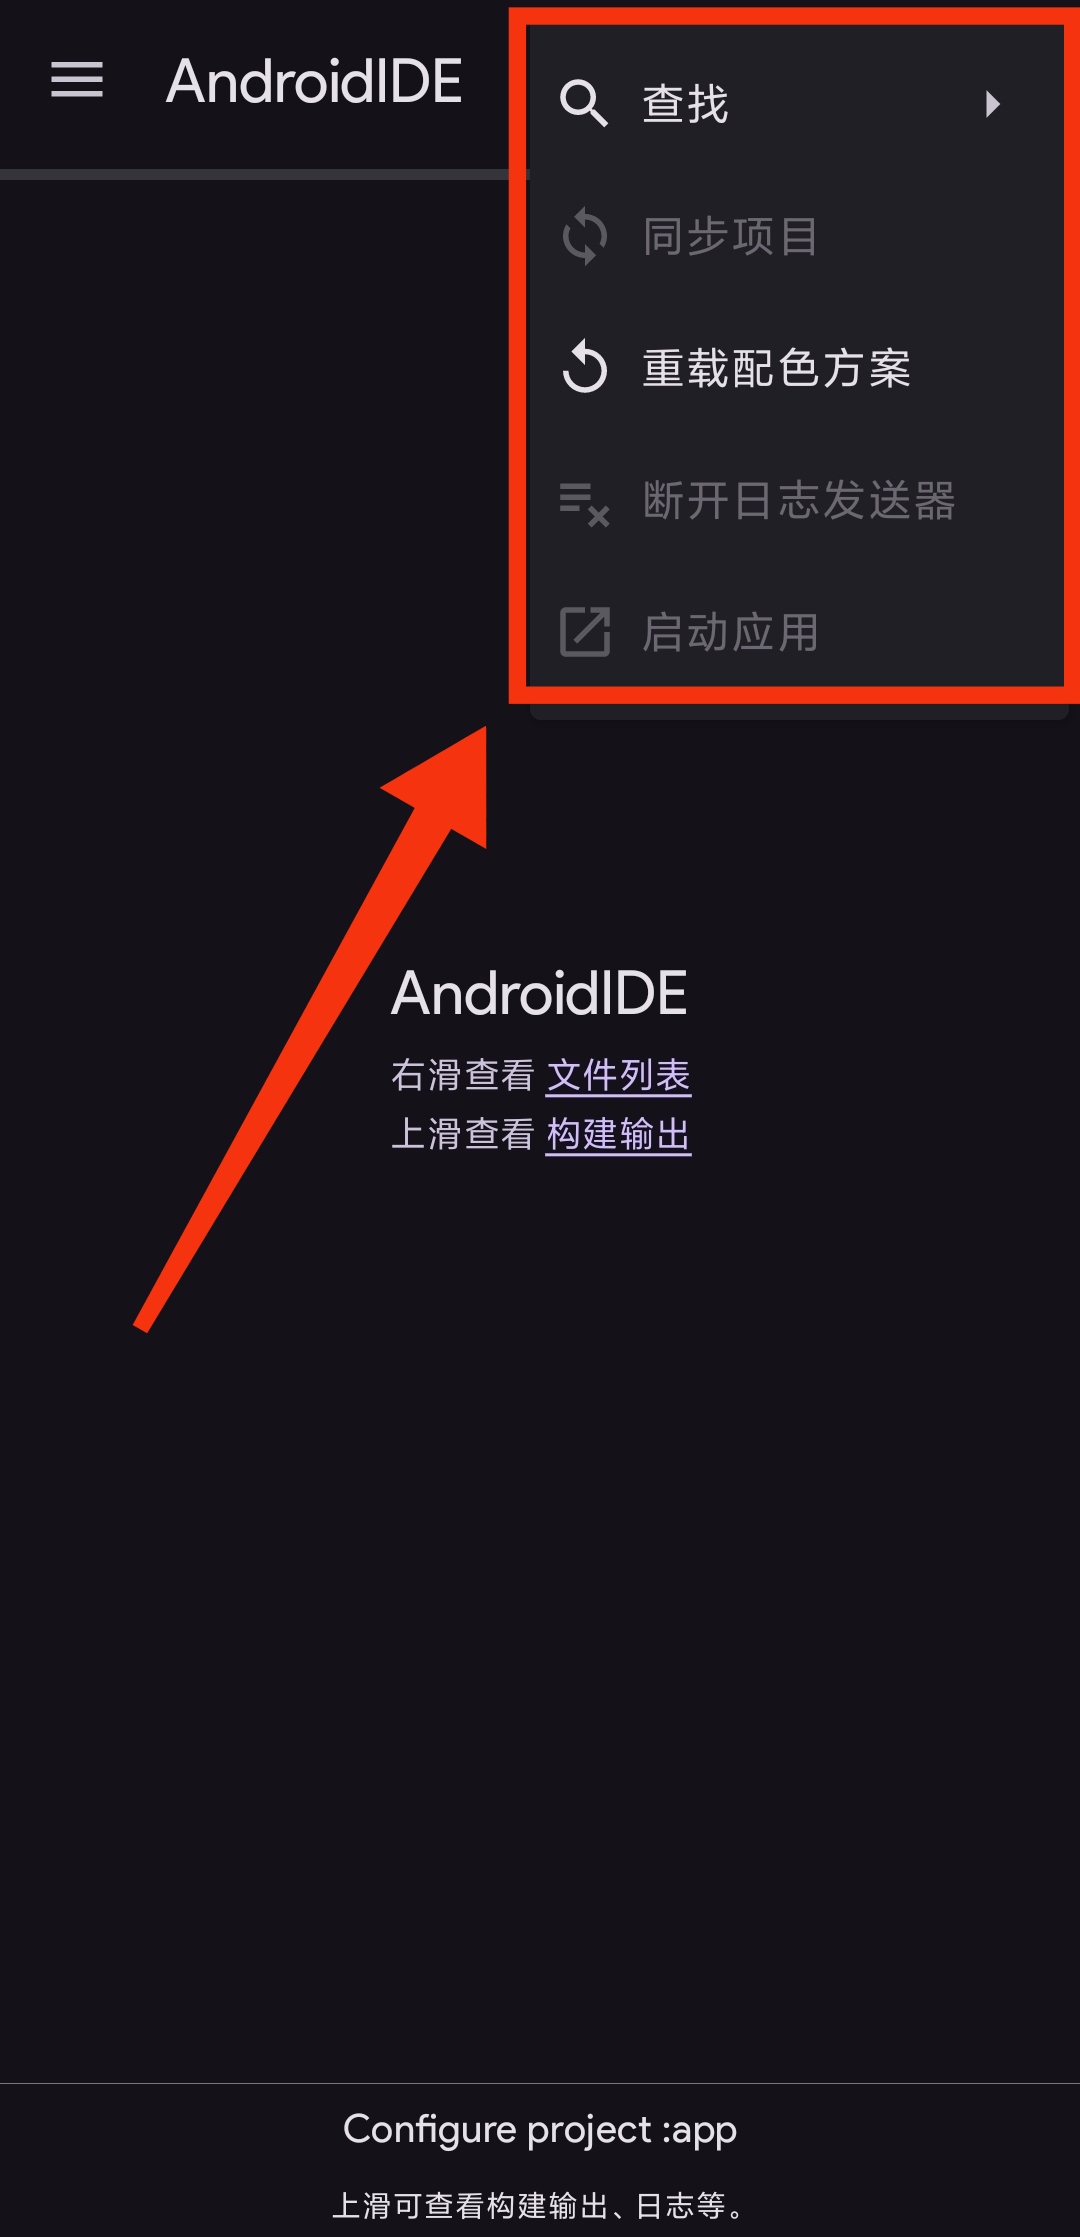 AndroidIDE
查找
同步项目
重载配色方案
断开日志发送器
启动应用
AndroidIDE
右滑查看 文件列表
上滑查看 构建输出
Configure project :app
上滑可查看构建输出、日志等。